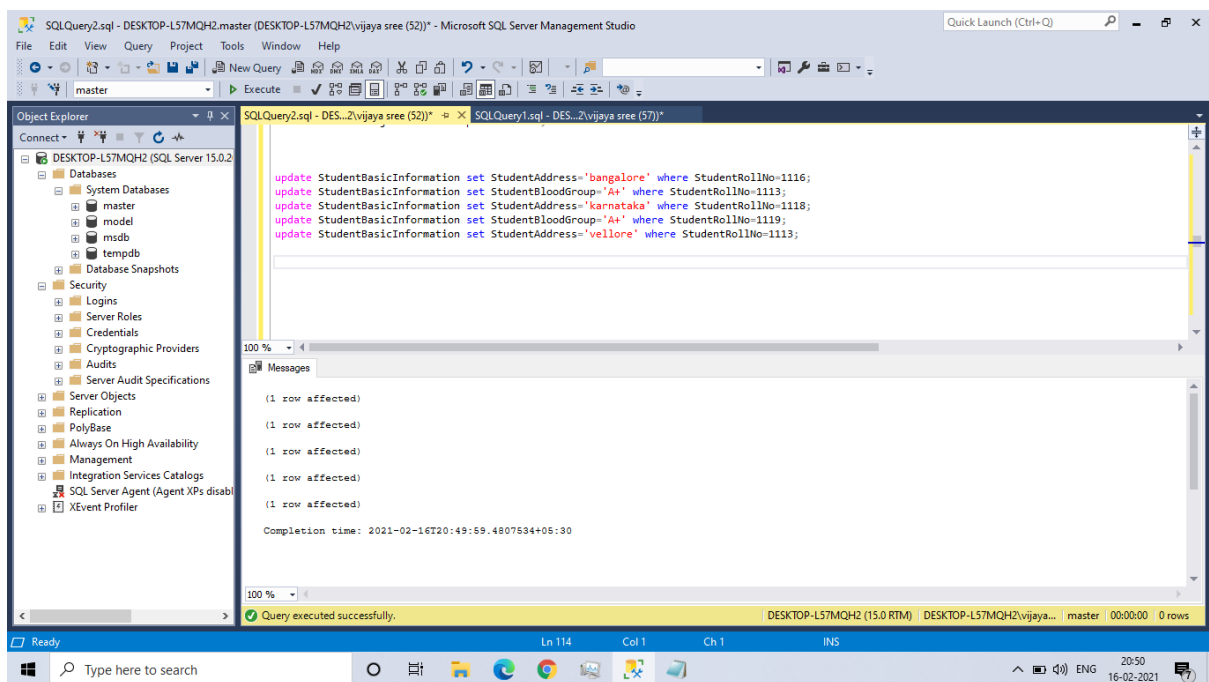 SQLQuery2.sql - DESKTOP-L57MQH2.master (DESKTOP-L57MQH2\vijaya sree (52))* - Microsoft SQL Server Management Studio
Quick Launch (Ctrl+Q)
File Edit View Query Project Tools Window Help
New Query MDX DMX XMLA DAX
master
Execute
Object Explorer
SQLQuery2.sql - DES...2\vijaya sree (52))*
SQLQuery1.sql - DES...2\vijaya sree (57))*
Connect
DESKTOP-L57MQH2 (SQL Server 15.0.2
Databases
System Databases
master
model
msdb
tempdb
Database Snapshots
Security
Logins
Server Roles
Credentials
Cryptographic Providers
Audits
Server Audit Specifications
Server Objects
Replication
PolyBase
Always On High Availability
Management
Integration Services Catalogs
SQL Server Agent (Agent XPs disabl
XEvent Profiler
update StudentBasicInformation set StudentAddress='bangalore' where StudentRollNo=1116;
update StudentBasicInformation set StudentBloodGroup='A+' where StudentRollNo=1113;
update StudentBasicInformation set StudentAddress='karnataka' where StudentRollNo=1118;
update StudentBasicInformation set StudentBloodGroup='A+' where StudentRollNo=1119;
update StudentBasicInformation set StudentAddress='vellore' where StudentRollNo=1113;
100 %
Messages
(1 row affected)
(1 row affected)
(1 row affected)
(1 row affected)
(1 row affected)
Completion time: 2021-02-16T20:49:59.4807534+05:30
100 %
Query executed successfully.
DESKTOP-L57MQH2 (15.0 RTM) DESKTOP-L57MQH2\vijaya... master 00:00:00 0 rows
Ready
Ln 114 Col 1 Ch 1 INS
Type here to search
ENG
20:50
16-02-2021
7